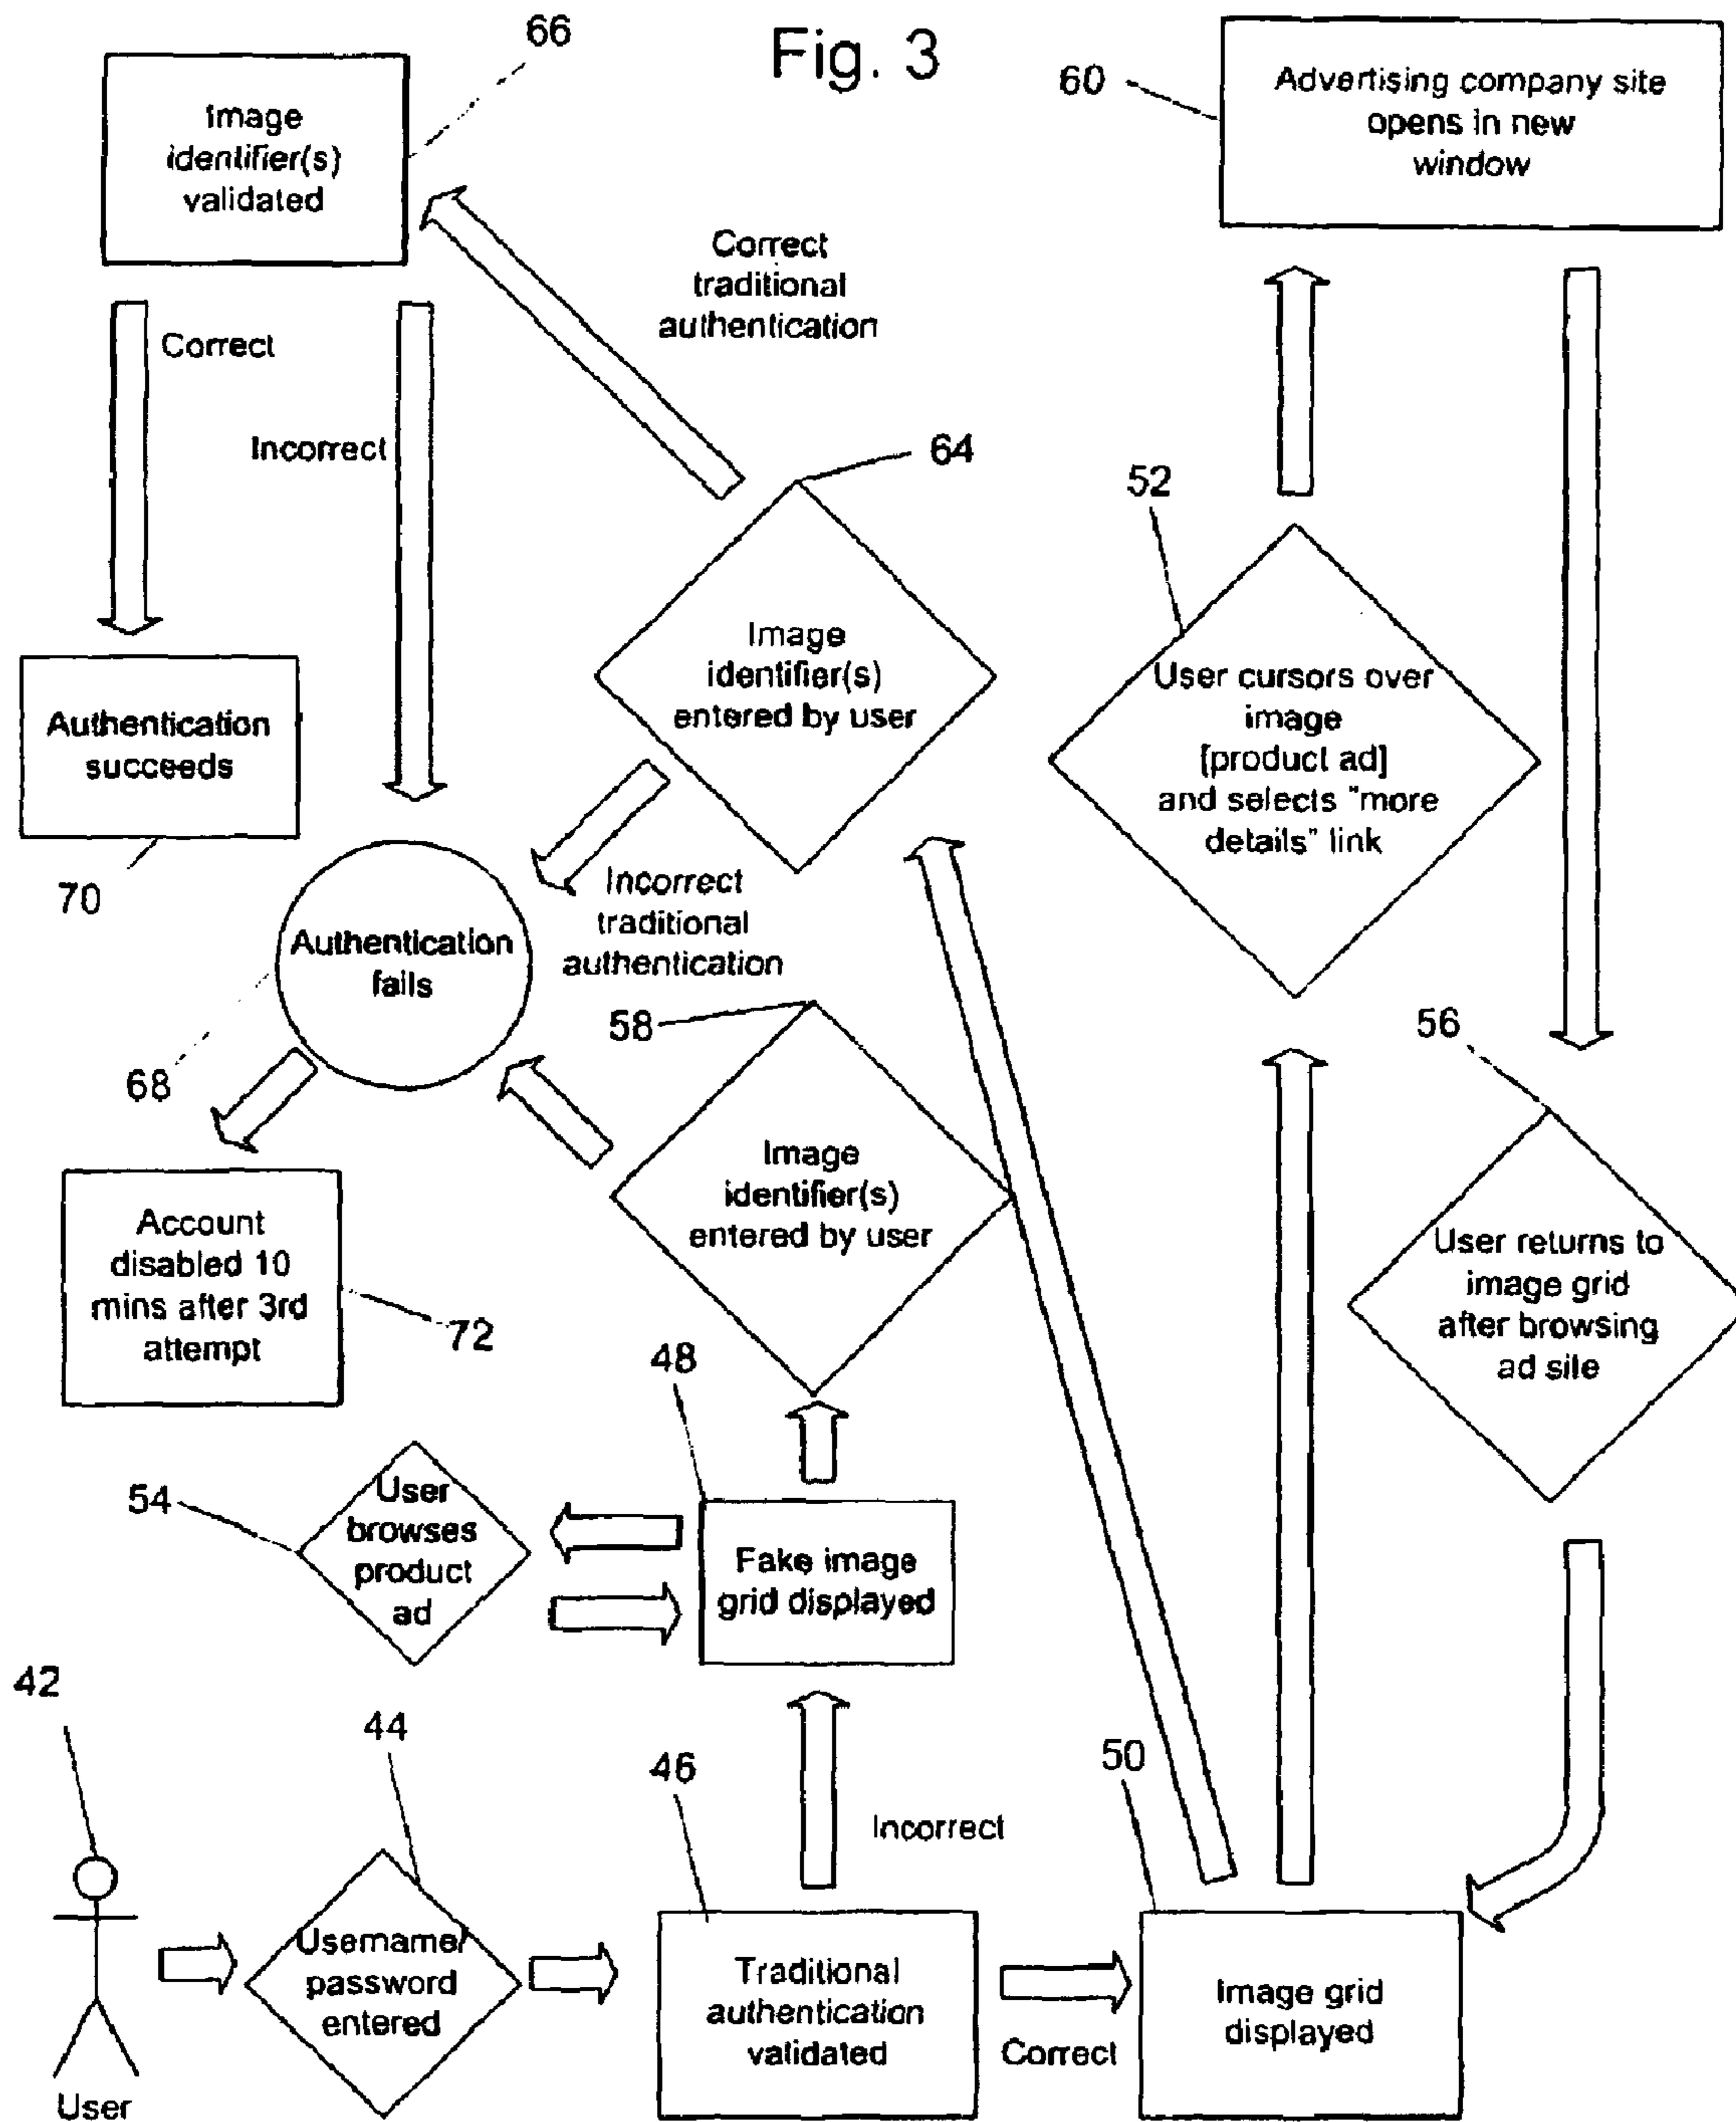 Fig. 3
66
Image
identifier(s)
validated
60
Advertising company site
opens in new
window
Correct
traditional
authentication
Correct
Incorrect
64
52
Image
identifier(s)
entered by user
User cursors over
image
[product ad]
and selects "more
details" link
Authentication
succeeds
70
Incorrect
traditional
authentication
Authentication
fails
68
58
56
Image
identifier(s)
entered by user
User returns to
image grid
after browsing
ad site
Account
disabled 10
mins after 3rd
attempt
72
48
54
User
browses
product
ad
Fake image
grid displayed
42
44
46
50
Incorrect
Username/
password
entered
Traditional
authentication
validated
Correct
Image grid
displayed
User